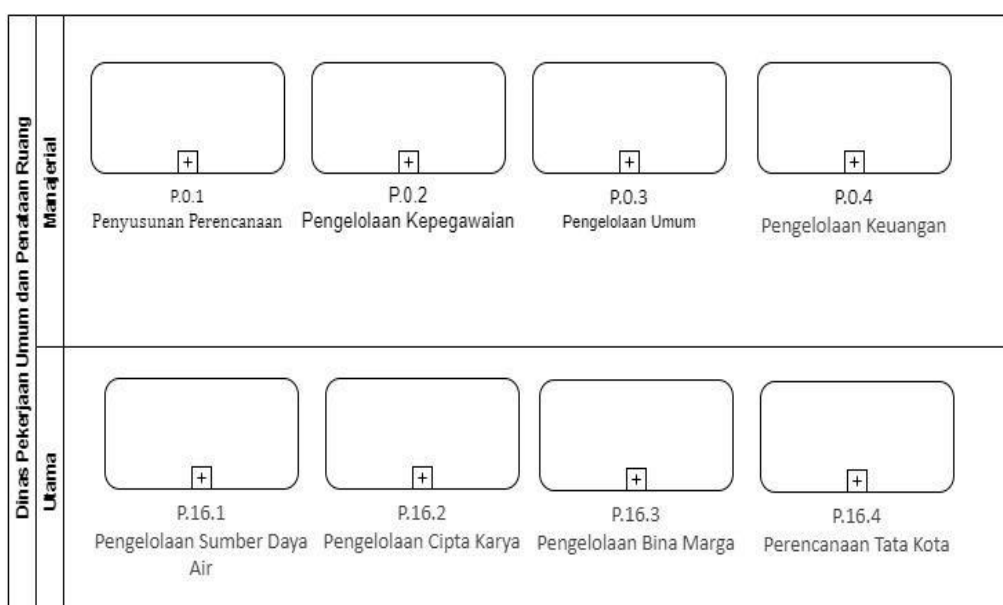 Dinas Pekerjaan Umum dan Penataan Ruang
Manajerial
P.0.1
Penyusunan Perencanaan
P.0.2
Pengelolaan Kepegawaian
P.0.3
Pengelolaan Umum
P.0.4
Pengelolaan Keuangan
Utama
P.16.1
Pengelolaan Sumber Daya
Air
P.16.2
Pengelolaan Cipta Karya
P.16.3
Pengelolaan Bina Marga
P.16.4
Perencanaan Tata Kota